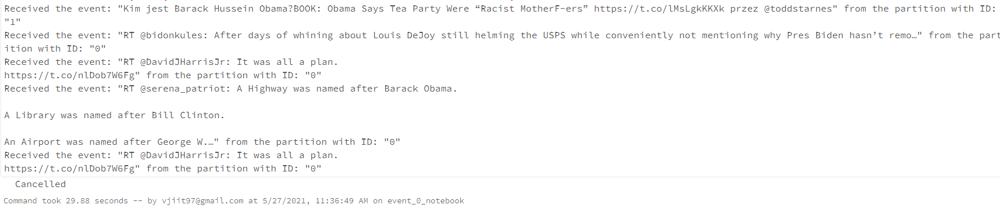 Received the event: "Kim jest Barack Hussein Obama?BOOK: Obama Says Tea Party Were “Racist MotherF-ers” https://t.co/lMsLgkKKXk przez @toddstarnes" from the partition with ID:
"1"
Received the event: "RT @bidonkules: After days of whining about Louis DeJoy still helming the USPS while conveniently not mentioning why Pres Biden hasn’t remo…" from the part
ition with ID: "0"
Received the event: "RT @DavidJHarrisJr: It was all a plan.
https://t.co/nlDob7W6Fg" from the partition with ID: "0"
Received the event: "RT @serena_patriot: A Highway was named after Barack Obama.
A Library was named after Bill Clinton.
An Airport was named after George W.…" from the partition with ID: "0"
Received the event: "RT @DavidJHarrisJr: It was all a plan.
https://t.co/nlDob7W6Fg" from the partition with ID: "0"
Cancelled
Command took 29.88 seconds -- by vjiit97@gmail.com at 5/27/2021, 11:36:49 AM on event_0_notebook